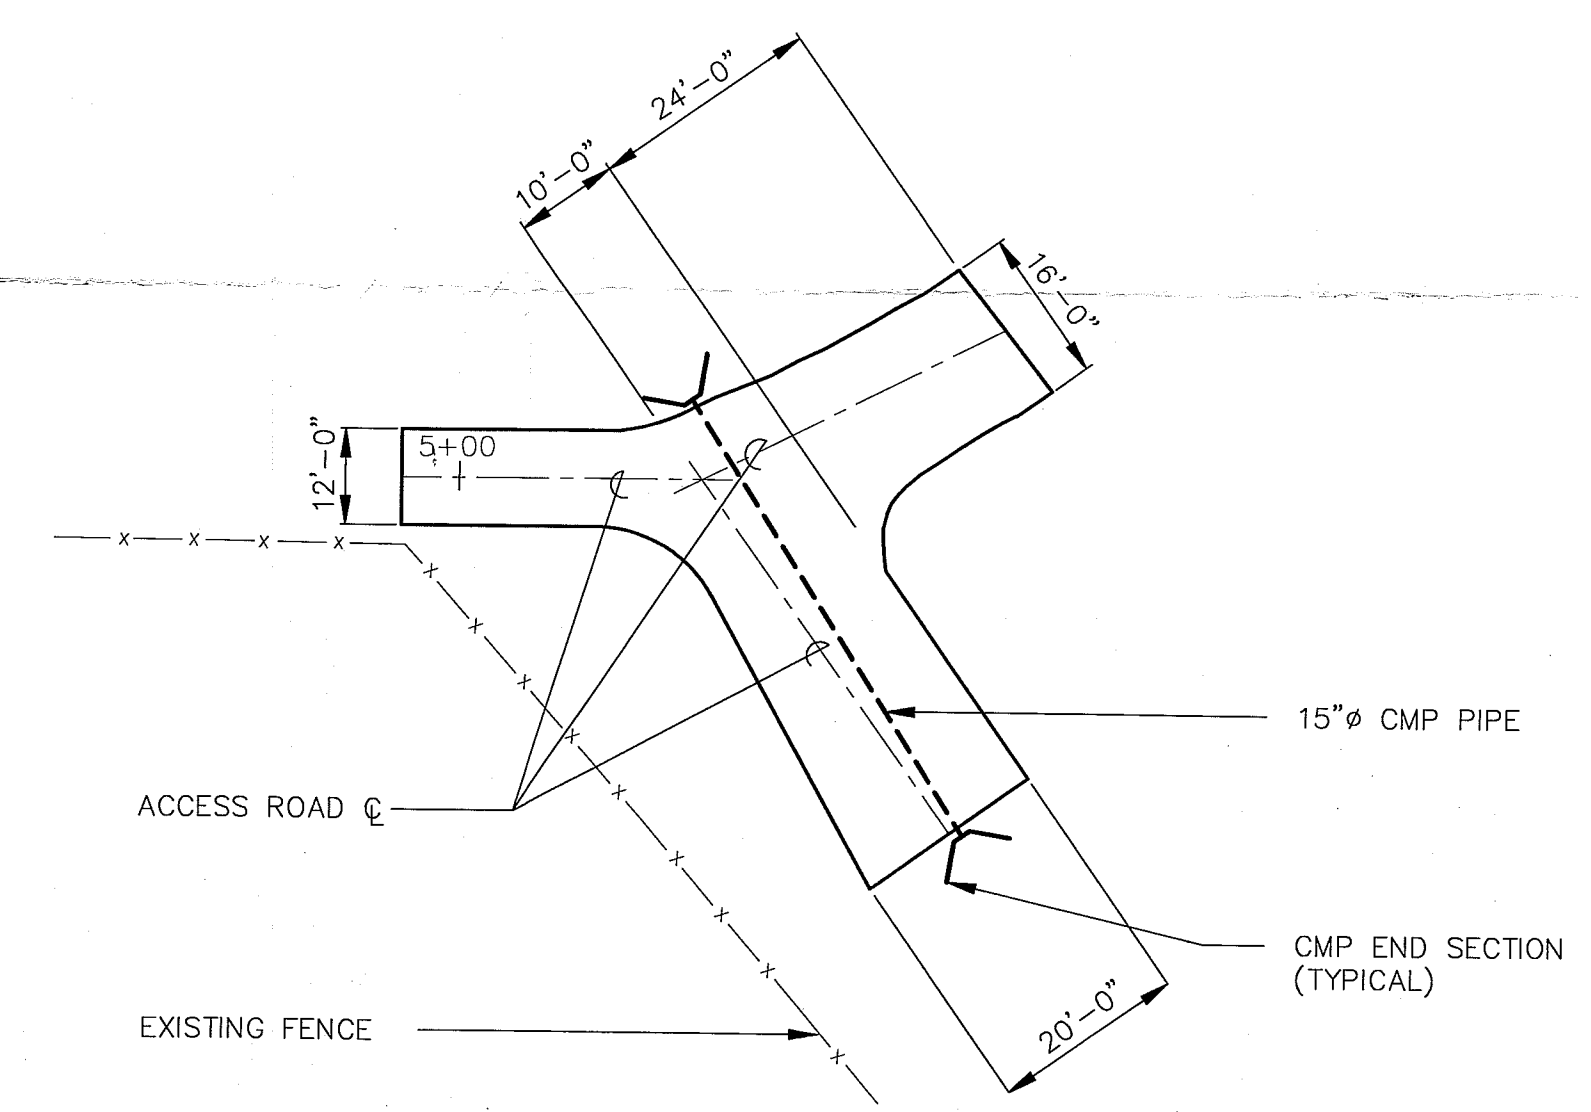 24'-0"
10'-0"
16'-0"
12'-0"
5+00
15"ø CMP PIPE
ACCESS ROAD ℄
CMP END SECTION
(TYPICAL)
EXISTING FENCE
20'-0"